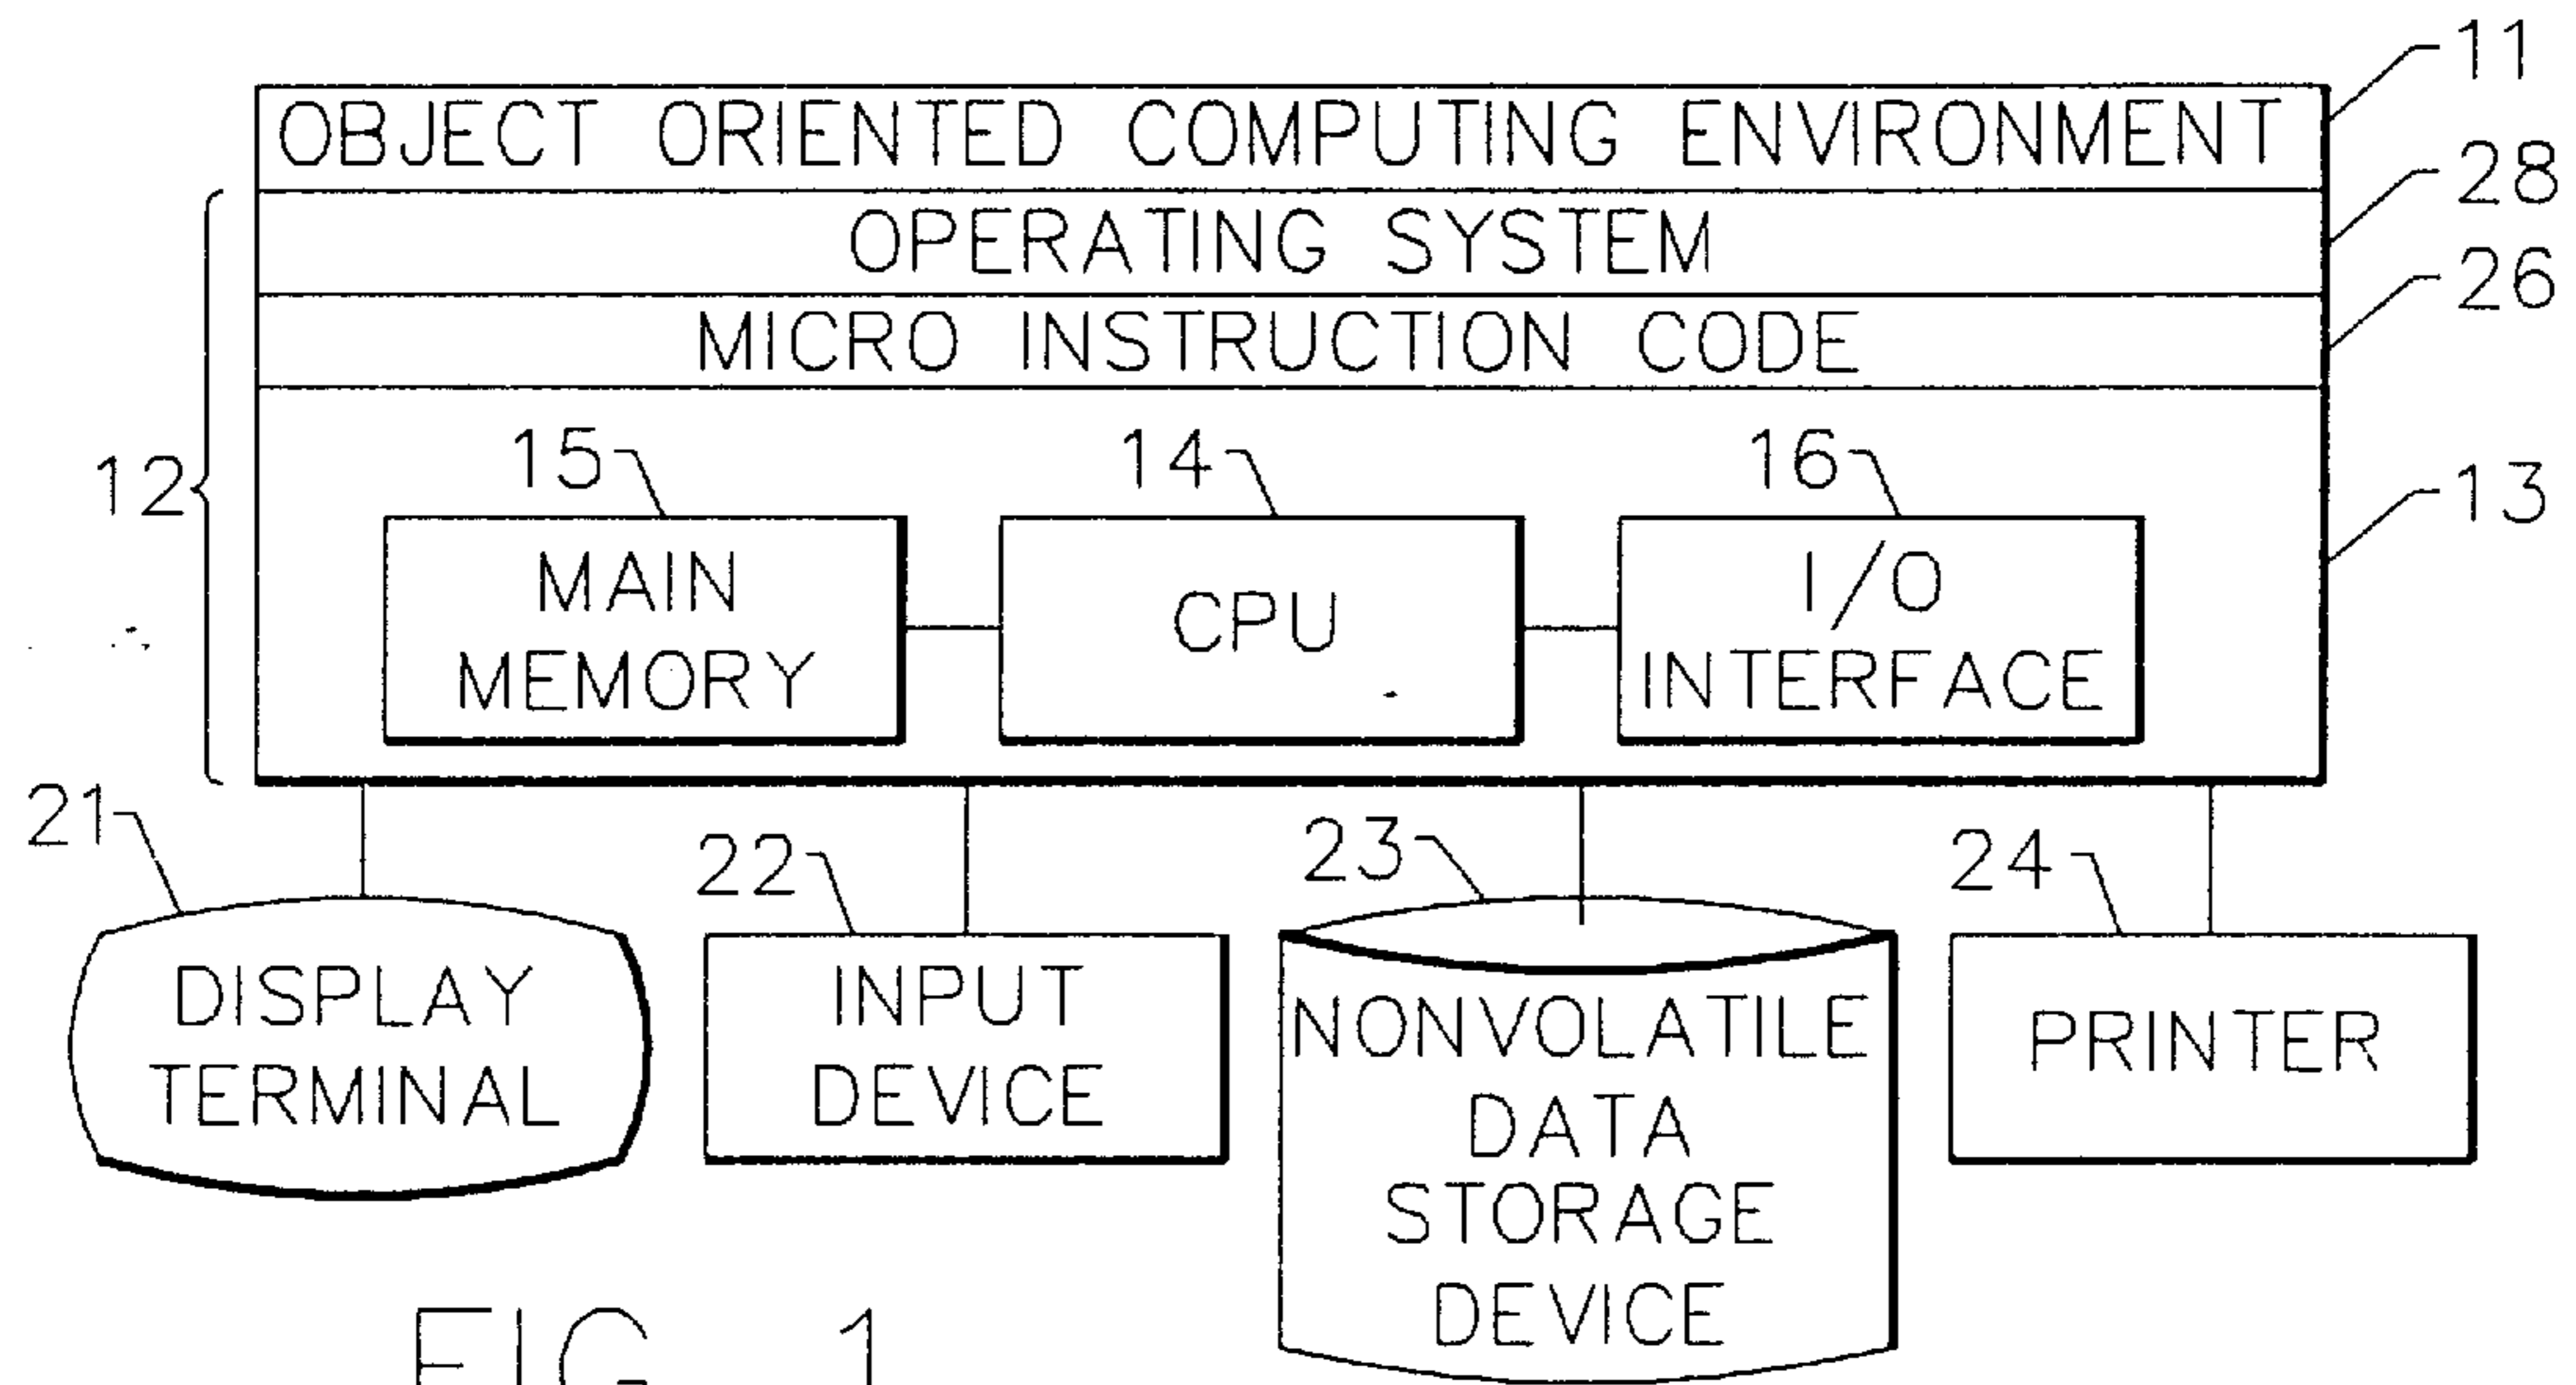 11
OBJECT ORIENTED COMPUTING ENVIRONMENT
28
OPERATING SYSTEM
26
MICRO INSTRUCTION CODE
12
15
14
16
13
MAIN
MEMORY
CPU
I/O
INTERFACE
21
22
23
24
DISPLAY
TERMINAL
INPUT
DEVICE
NONVOLATILE
DATA
STORAGE
DEVICE
PRINTER
FIG. 1